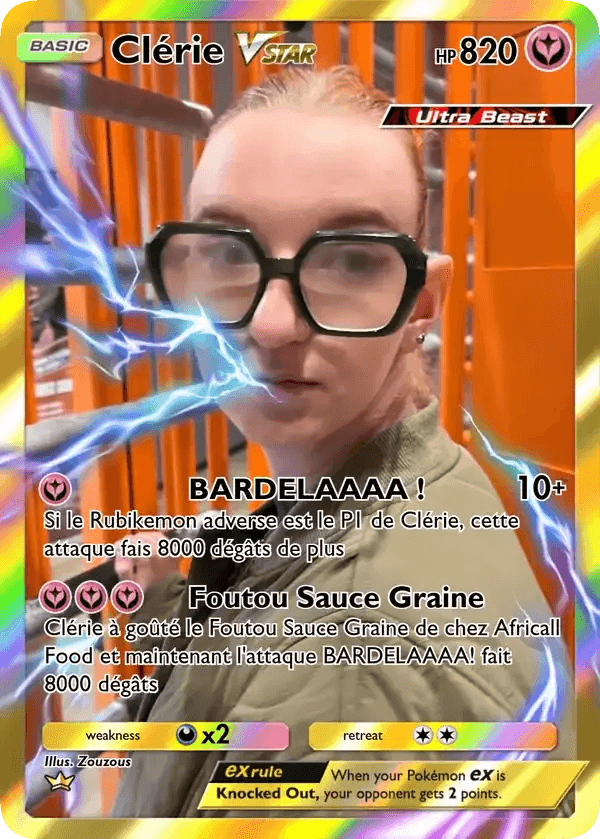 BASIC Clérie VSTAR HP 820
Ultra Beast
BARDELAAAA ! 10+
Si le Rubikemon adverse est le P1 de Clérie, cette
attaque fais 8000 dégâts de plus
Foutou Sauce Graine
Clérie à goûté le Foutou Sauce Graine de chez Africall
Food et maintenant l'attaque BARDELAAAA! fait
8000 dégâts
weakness x2 retreat
Illus. Zouzous
ex rule When your Pokémon ex is
Knocked Out, your opponent gets 2 points.